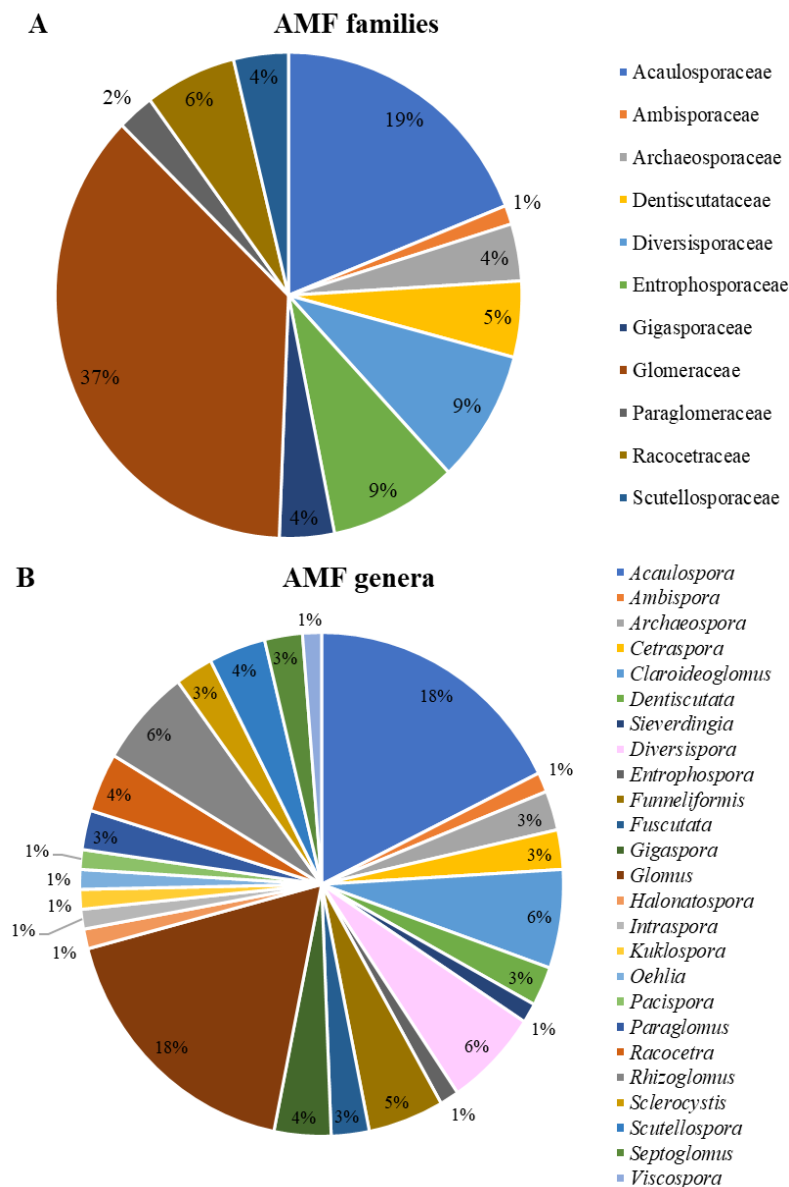 A
AMF families
19%
1%
4%
5%
9%
9%
4%
37%
2%
6%
4%
Acaulosporaceae
Ambisporaceae
Archaeosporaceae
Dentiscutataceae
Diversisporaceae
Entrophosporaceae
Gigasporaceae
Glomeraceae
Paraglomeraceae
Racocetraceae
Scutellosporaceae
B
AMF genera
18%
1%
3%
3%
6%
3%
1%
6%
1%
5%
3%
4%
18%
1%
1%
1%
1%
1%
3%
4%
6%
3%
4%
3%
1%
Acaulospora
Ambispora
Archaeospora
Cetraspora
Claroideoglomus
Dentiscutata
Sieverdingia
Diversispora
Entrophospora
Funneliformis
Fuscutata
Gigaspora
Glomus
Halonatospora
Intraspora
Kuklospora
Oehlia
Pacispora
Paraglomus
Racocetra
Rhizoglomus
Sclerocystis
Scutellospora
Septoglomus
Viscospora